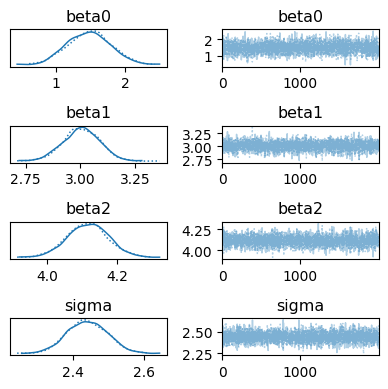 beta0 beta0
2
1
1 2 0 1000
beta1 beta1
3.25
3.00
2.75
2.75 3.00 3.25 0 1000
beta2 beta2
4.25
4.00
4.0 4.2 0 1000
sigma sigma
2.50
2.25
2.4 2.6 0 1000